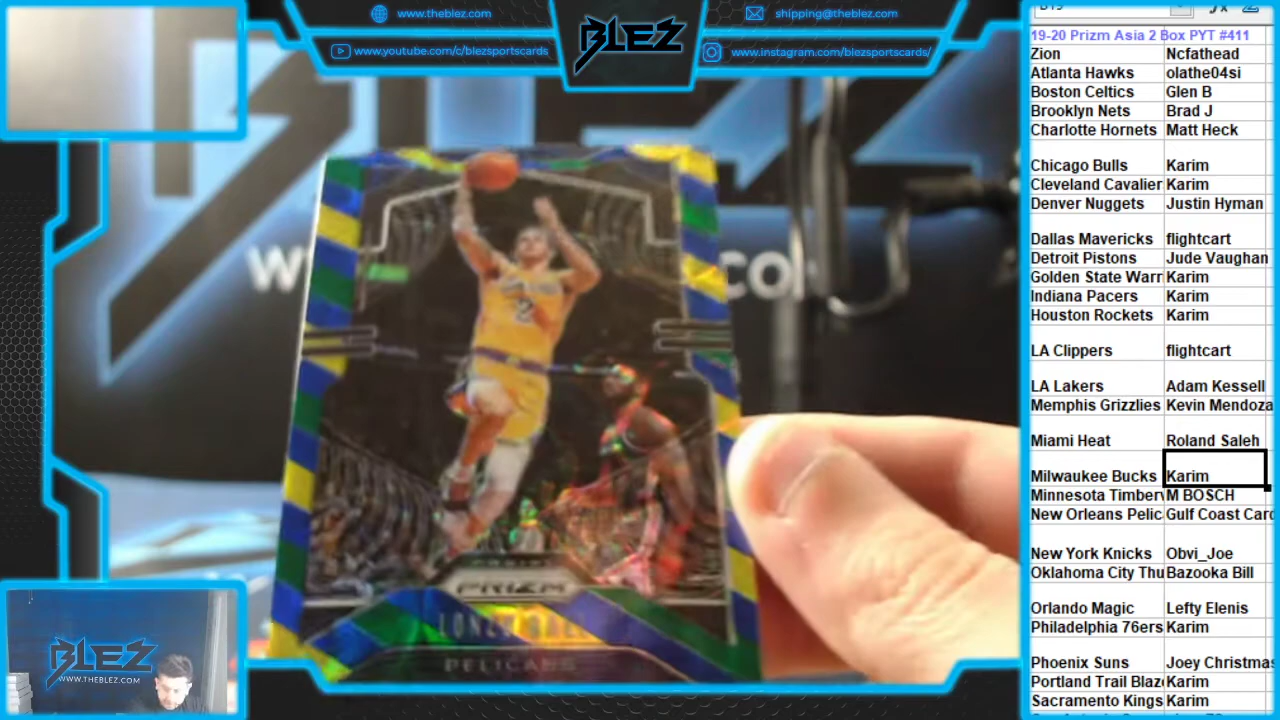 www.theblez.com
BLEZ
shipping@theblez.com
www.youtube.com/c/blezsportscards
www.instagram.com/blezsportscards/
19-20 Prizm Asia 2 Box PYT #411
Zion Ncfathead
Atlanta Hawks olathe04si
Boston Celtics Glen B
Brooklyn Nets Brad J
Charlotte Hornets Matt Heck
Chicago Bulls Karim
Cleveland Cavalier Karim
Denver Nuggets Justin Hyman
Dallas Mavericks flightcart
Detroit Pistons Jude Vaughan
Golden State Warr Karim
Indiana Pacers Karim
Houston Rockets Karim
LA Clippers flightcart
LA Lakers Adam Kessell
Memphis Grizzlies Kevin Mendoza
Miami Heat Roland Saleh
Milwaukee Bucks Karim
Minnesota Timberv M BOSCH
New Orleans Pelic Gulf Coast Card
New York Knicks Obvi_Joe
Oklahoma City Thu Bazooka Bill
Orlando Magic Lefty Elenis
Philadelphia 76ers Karim
Phoenix Suns Joey Christmas
Portland Trail Blaze Karim
Sacramento Kings Karim
2
PRIZM
LONZO BALL
PELICANS
BLEZ
WWW.THEBLEZ.COM